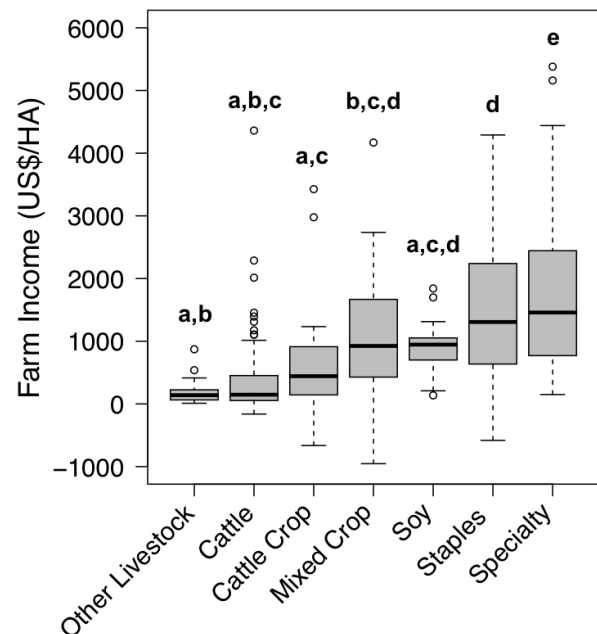 6000
5000
4000
3000
2000
1000
0
−1000
Farm Income (US$/HA)
a,b
a,b,c
a,c
b,c,d
a,c,d
d
e
Other Livestock
Cattle
Cattle Crop
Mixed Crop
Soy
Staples
Specialty